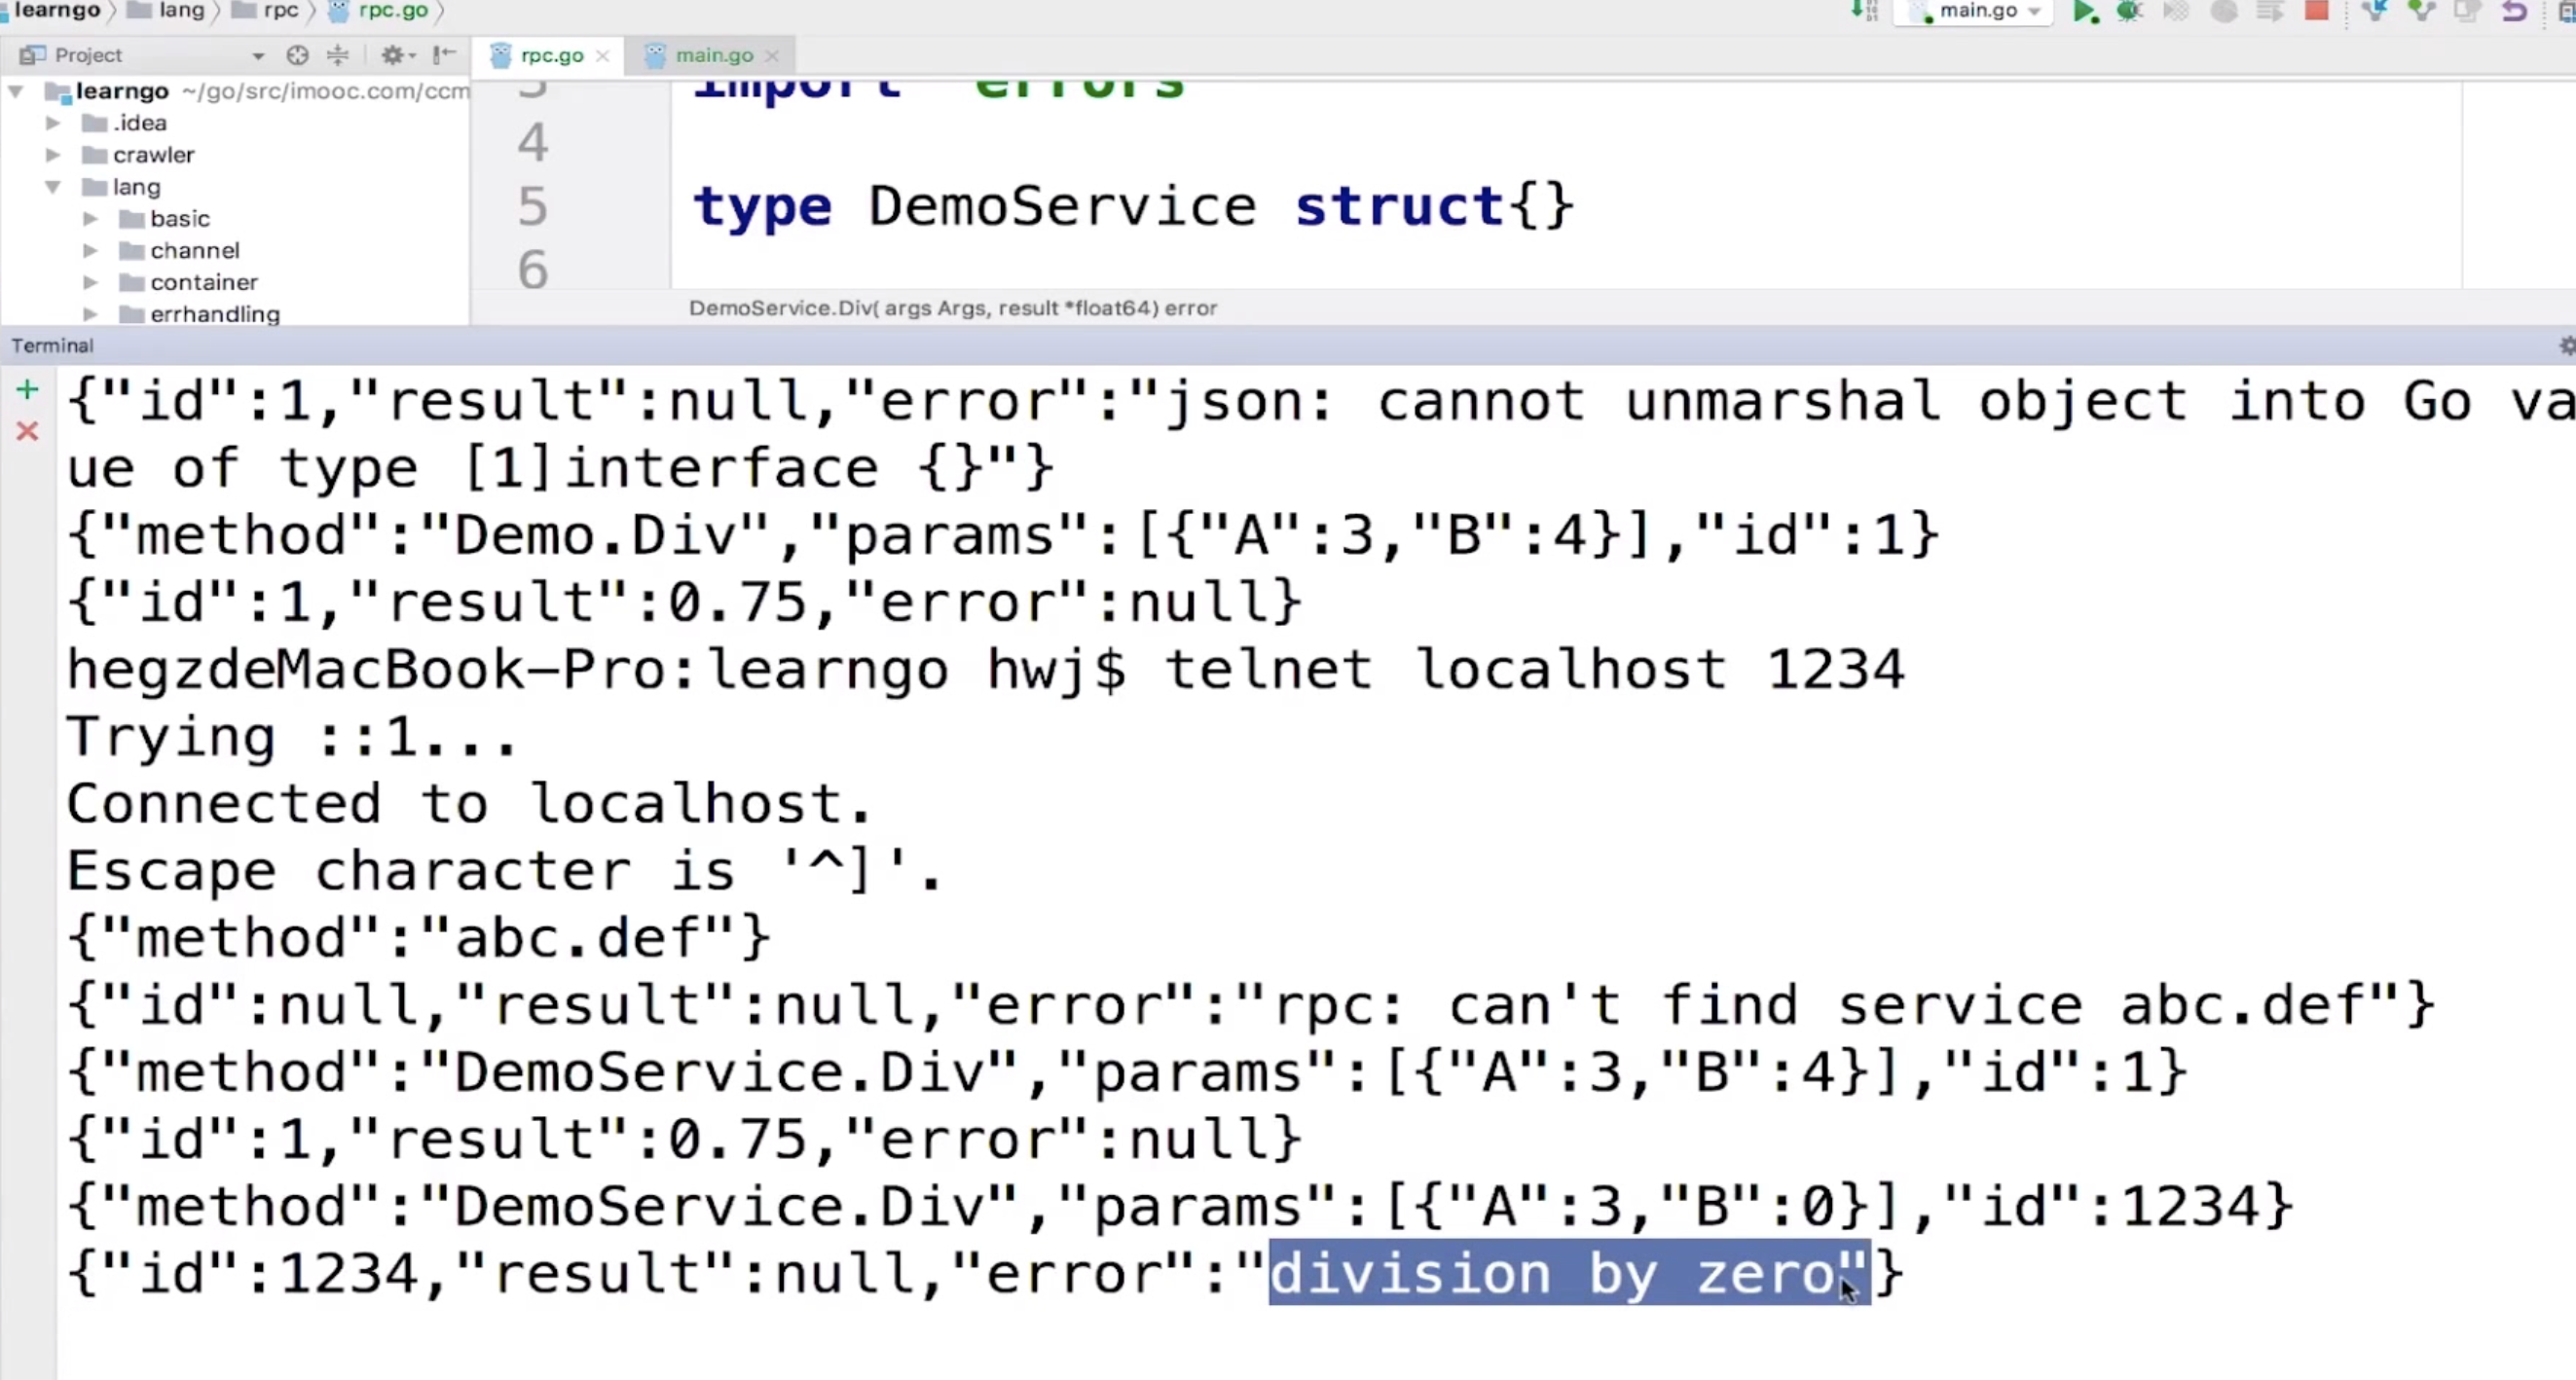 learngo lang rpc rpc.go main.go
Project rpc.go main.go
learngo ~/go/src/imooc.com/ccm
.idea
crawler
lang
basic
channel
container
errhandling
3 import "errors"
4
5 type DemoService struct{}
6
DemoService.Div( args Args, result *float64) error
Terminal
{"id":1,"result":null,"error":"json: cannot unmarshal object into Go va
ue of type [1]interface {}"}
{"method":"Demo.Div","params":[{"A":3,"B":4}],"id":1}
{"id":1,"result":0.75,"error":null}
hegzdeMacBook-Pro:learngo hwj$ telnet localhost 1234
Trying ::1...
Connected to localhost.
Escape character is '^]'.
{"method":"abc.def"}
{"id":null,"result":null,"error":"rpc: can't find service abc.def"}
{"method":"DemoService.Div","params":[{"A":3,"B":4}],"id":1}
{"id":1,"result":0.75,"error":null}
{"method":"DemoService.Div","params":[{"A":3,"B":0}],"id":1234}
{"id":1234,"result":null,"error":"division by zero"}